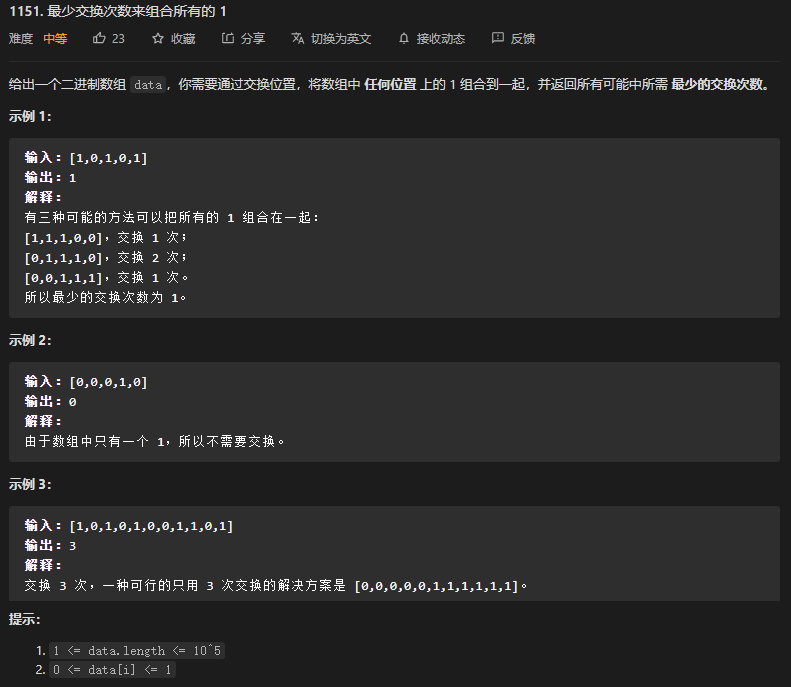 1151. 最少交换次数来组合所有的 1
难度 中等 23 收藏 分享 切换为英文 接收动态 反馈
给出一个二进制数组 data，你需要通过交换位置，将数组中 任何位置 上的 1 组合到一起，并返回所有可能中所需 最少的交换次数。
示例 1：
输入：[1,0,1,0,1]
输出：1
解释：
有三种可能的方法可以把所有的 1 组合在一起：
[1,1,1,0,0]，交换 1 次；
[0,1,1,1,0]，交换 2 次；
[0,0,1,1,1]，交换 1 次。
所以最少的交换次数为 1。
示例 2：
输入：[0,0,0,1,0]
输出：0
解释：
由于数组中只有一个 1，所以不需要交换。
示例 3：
输入：[1,0,1,0,1,0,0,1,1,0,1]
输出：3
解释：
交换 3 次，一种可行的只用 3 次交换的解决方案是 [0,0,0,0,0,1,1,1,1,1,1]。
提示：
1. 1 <= data.length <= 10^5
2. 0 <= data[i] <= 1